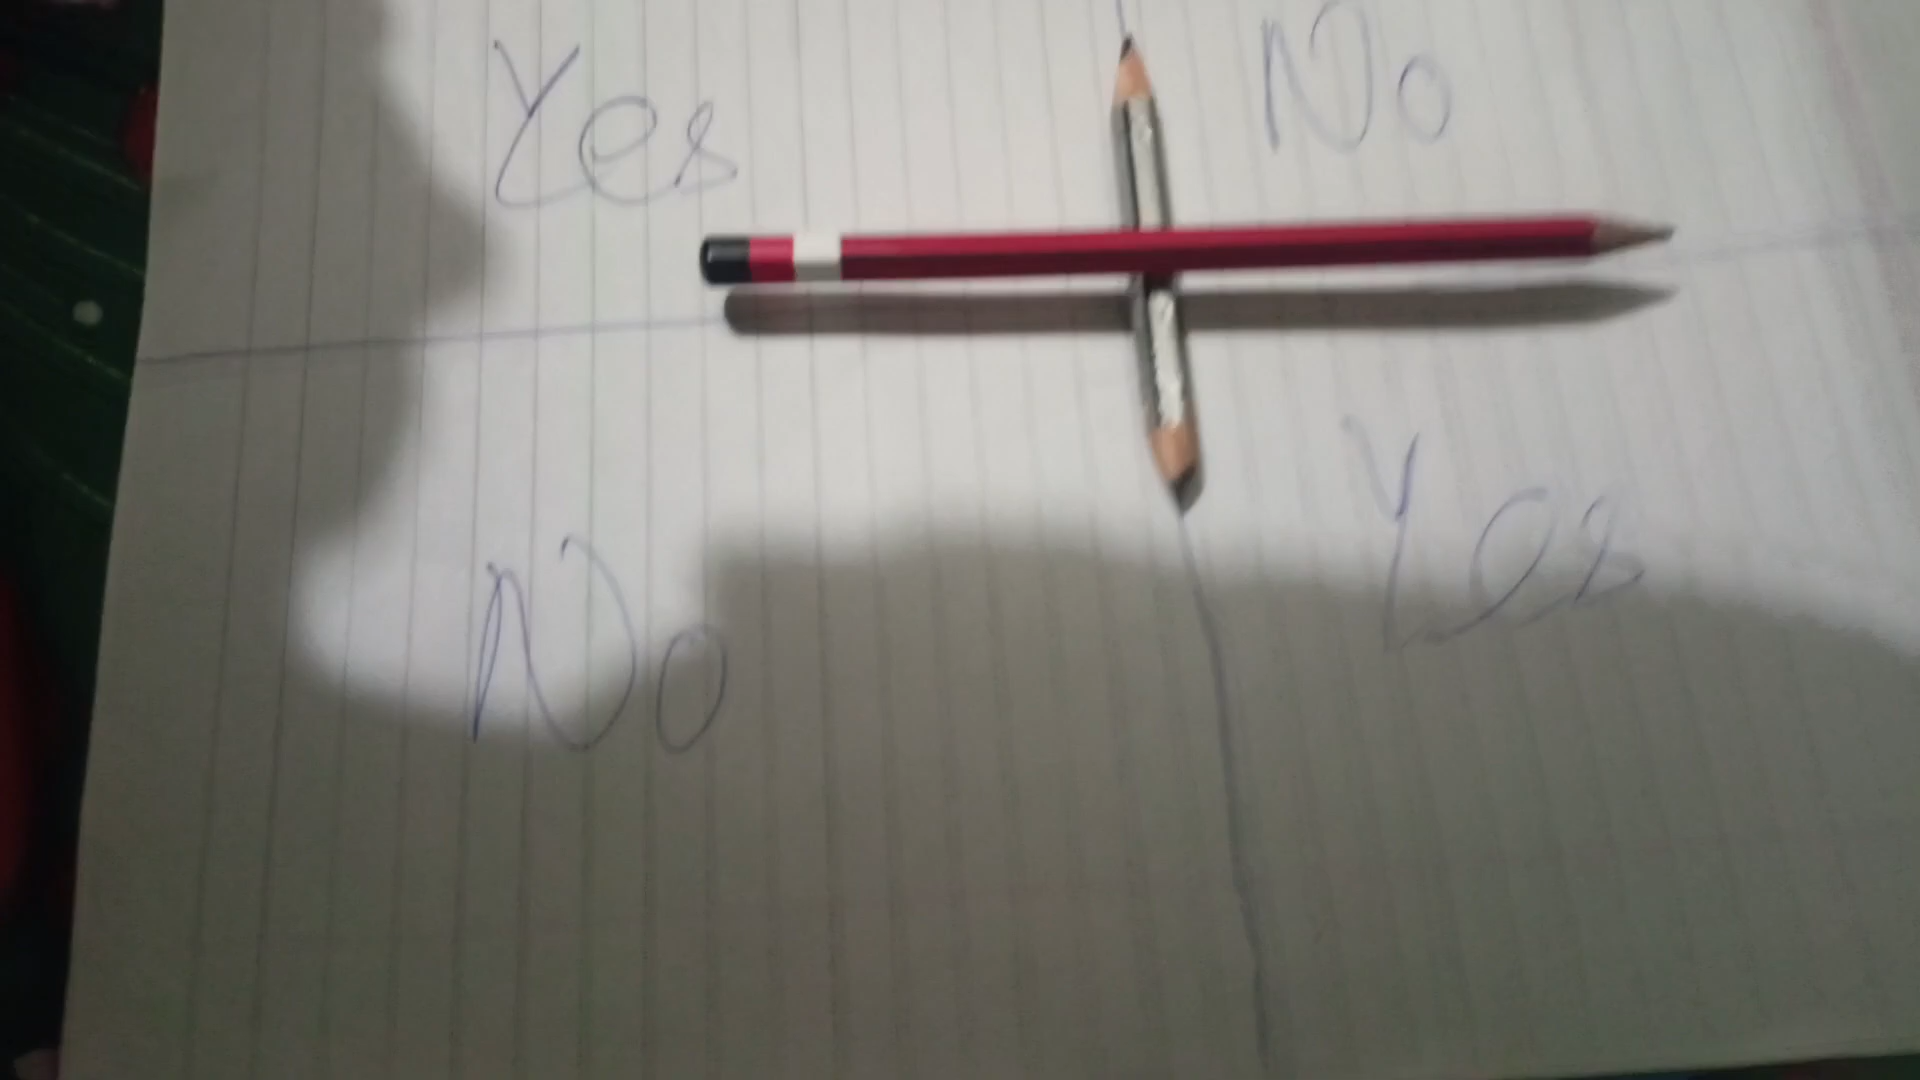 Yes No
No Yes